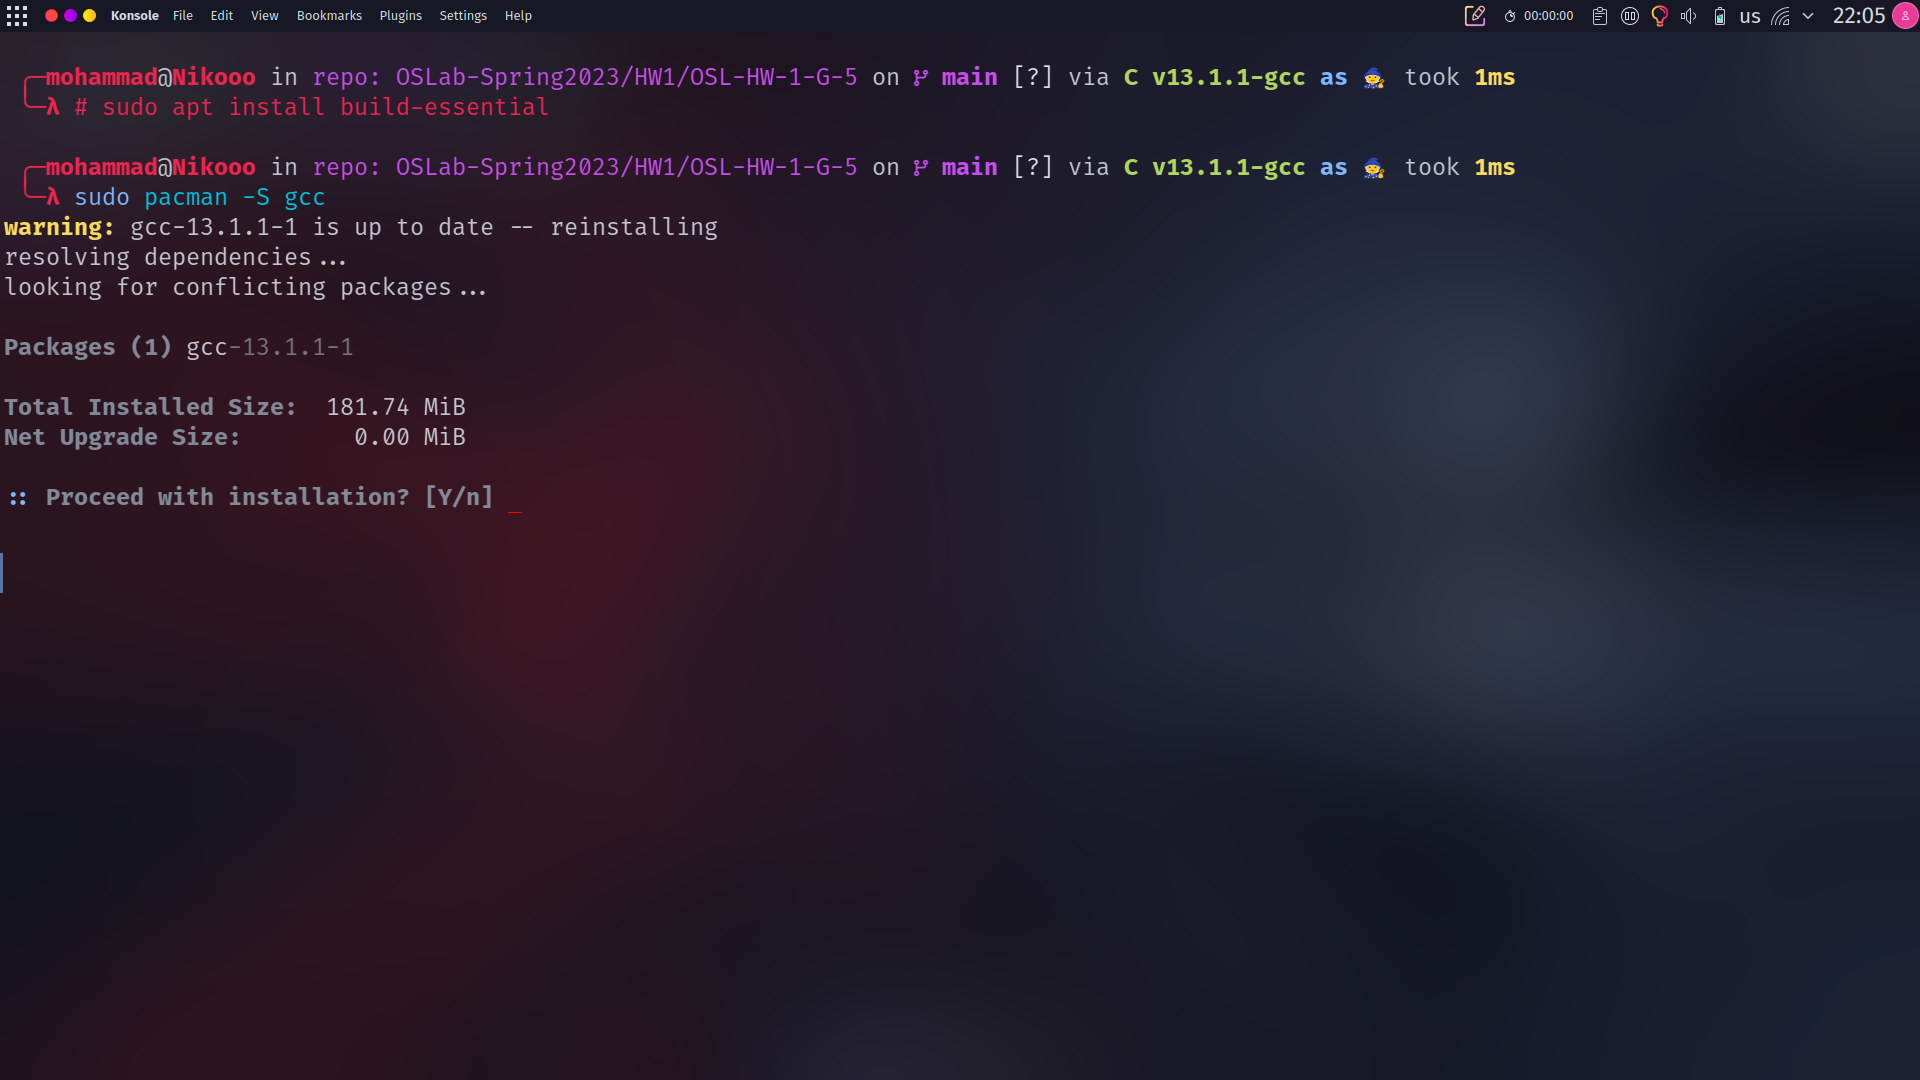 Konsole File Edit View Bookmarks Plugins Settings Help 00:00:00 us 22:05
mohammad@Nikooo in repo: OSLab-Spring2023/HW1/OSL-HW-1-G-5 on main [?] via C v13.1.1-gcc as 🧙 took 1ms
λ # sudo apt install build-essential
mohammad@Nikooo in repo: OSLab-Spring2023/HW1/OSL-HW-1-G-5 on main [?] via C v13.1.1-gcc as 🧙 took 1ms
λ sudo pacman -S gcc
warning: gcc-13.1.1-1 is up to date -- reinstalling
resolving dependencies...
looking for conflicting packages...
Packages (1) gcc-13.1.1-1
Total Installed Size: 181.74 MiB
Net Upgrade Size: 0.00 MiB
:: Proceed with installation? [Y/n] _